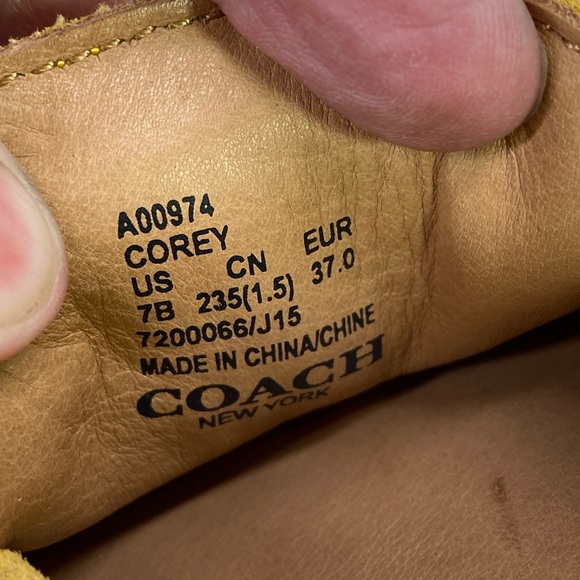 A00974
COREY
US CN EUR
7B 235(1.5) 37.0
7200066/J15
MADE IN CHINA/CHINE
COACH
NEW YORK